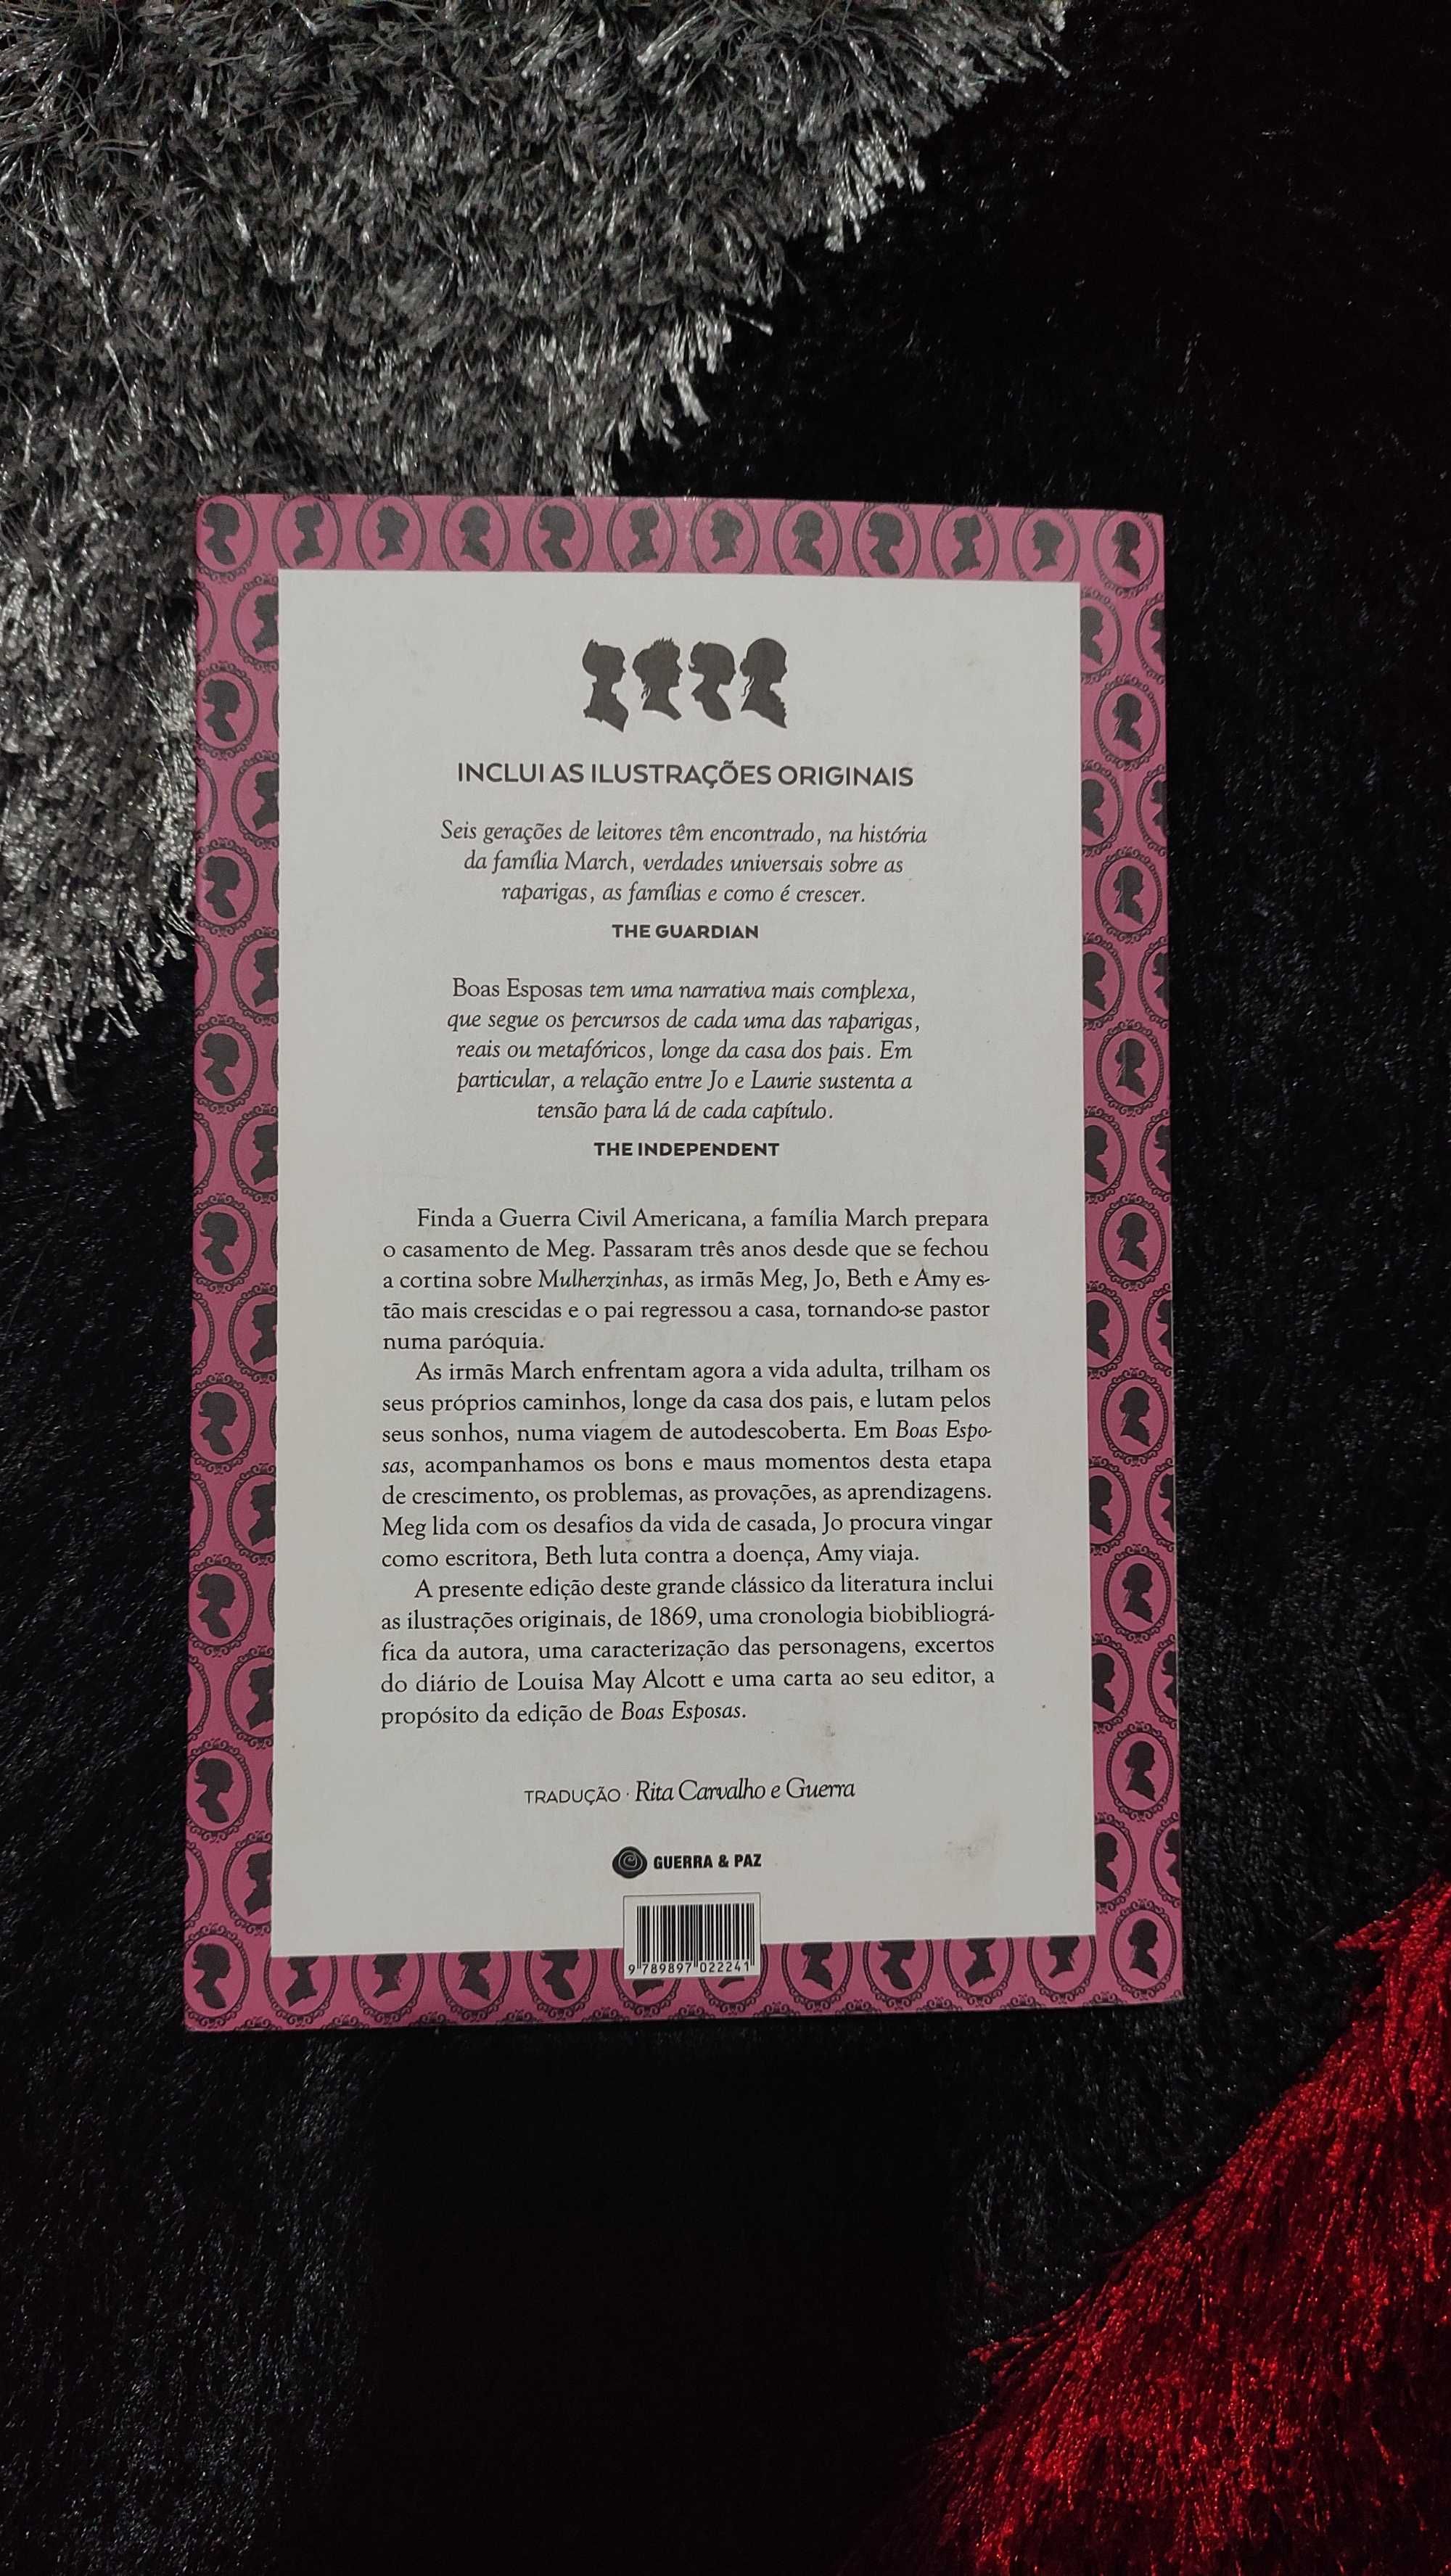 INCLUI AS ILUSTRAÇÕES ORIGINAIS
Seis gerações de leitores têm encontrado, na história
da família March, verdades universais sobre as
raparigas, as famílias e como é crescer.
THE GUARDIAN
Boas Esposas tem uma narrativa mais complexa,
que segue os percursos de cada uma das raparigas,
reais ou metafóricos, longe da casa dos pais. Em
particular, a relação entre Jo e Laurie sustenta a
tensão para lá de cada capítulo.
THE INDEPENDENT
Finda a Guerra Civil Americana, a família March prepara
o casamento de Meg. Passaram três anos desde que se fechou
a cortina sobre Mulherzinhas, as irmãs Meg, Jo, Beth e Amy es-
tão mais crescidas e o pai regressou a casa, tornando-se pastor
numa paróquia.
As irmãs March enfrentam agora a vida adulta, trilham os
seus próprios caminhos, longe da casa dos pais, e lutam pelos
seus sonhos, numa viagem de autodescoberta. Em Boas Espo-
sas, acompanhamos os bons e maus momentos desta etapa
de crescimento, os problemas, as provações, as aprendizagens.
Meg lida com os desafios da vida de casada, Jo procura vingar
como escritora, Beth luta contra a doença, Amy viaja.
A presente edição deste grande clássico da literatura inclui
as ilustrações originais, de 1869, uma cronologia biobibliográ-
fica da autora, uma caracterização das personagens, excertos
do diário de Louisa May Alcott e uma carta ao seu editor, a
propósito da edição de Boas Esposas.
TRADUÇÃO · Rita Carvalho e Guerra
GUERRA & PAZ
9 789897 022241